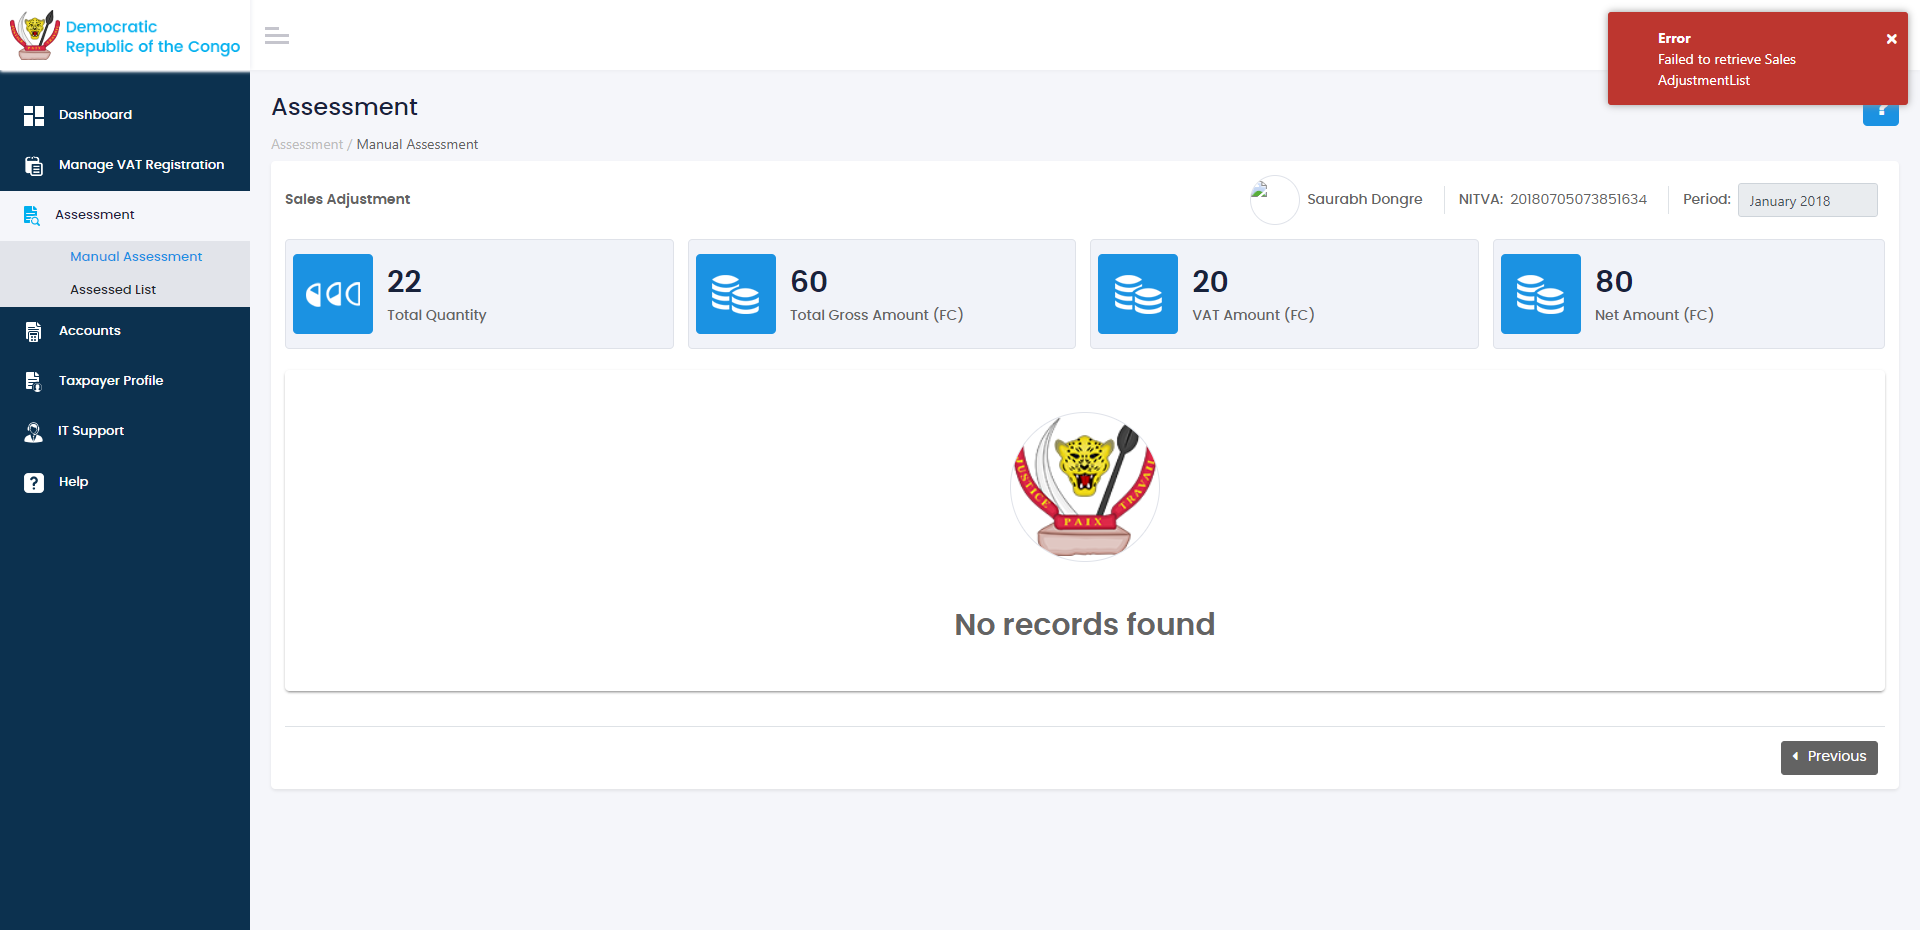 Democratic
Republic of the Congo
Error
Failed to retrieve Sales
AdjustmentList
?
Dashboard
Manage VAT Registration
Assessment
Manual Assessment
Assessed List
Accounts
Taxpayer Profile
IT Support
Help
Assessment
Assessment / Manual Assessment
Sales Adjustment
Saurabh Dongre
NITVA: 20180705073851634
Period: January 2018
22
Total Quantity
60
Total Gross Amount (FC)
20
VAT Amount (FC)
80
Net Amount (FC)
JUSTICE PAIX TRAVAIL
No records found
Previous